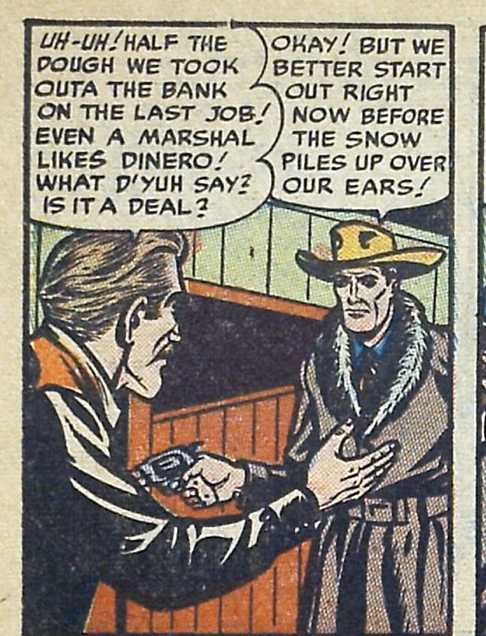 UH-UH! HALF THE
DOUGH WE TOOK
OUTA THE BANK
ON THE LAST JOB!
EVEN A MARSHAL
LIKES DINERO!
WHAT D'YUH SAY?
IS IT A DEAL?
OKAY! BUT WE
BETTER START
OUT RIGHT
NOW BEFORE
THE SNOW
PILES UP OVER
OUR EARS!